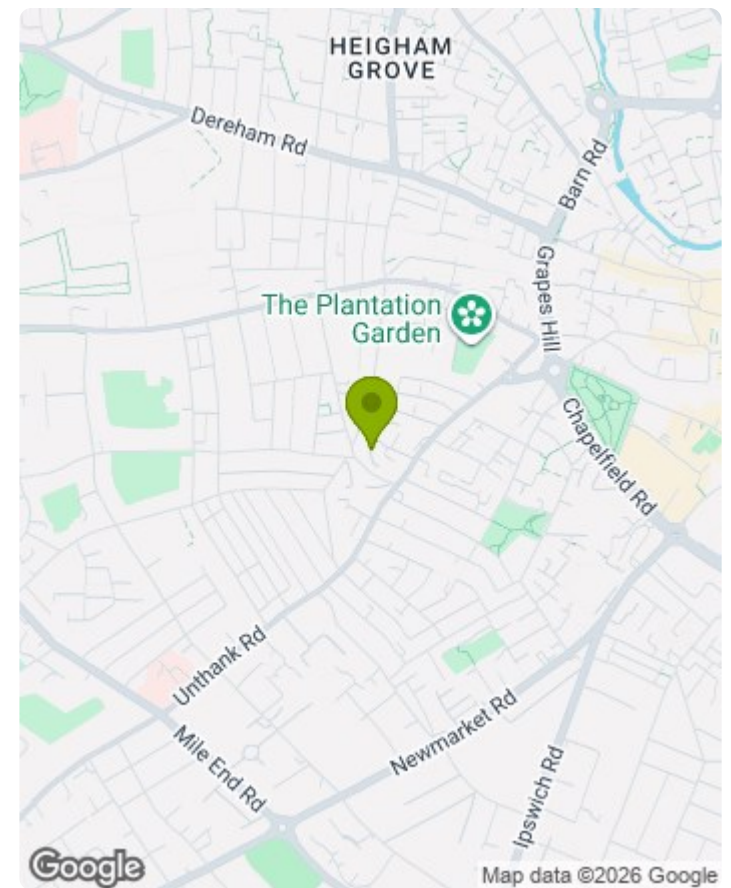 HEIGHAM
GROVE
Dereham Rd
Barn Rd
Grapes Hill
The Plantation
Garden
Chapelfield Rd
Unthank Rd
Mile End Rd
Newmarket Rd
Ipswich Rd
Google
Map data ©2026 Google